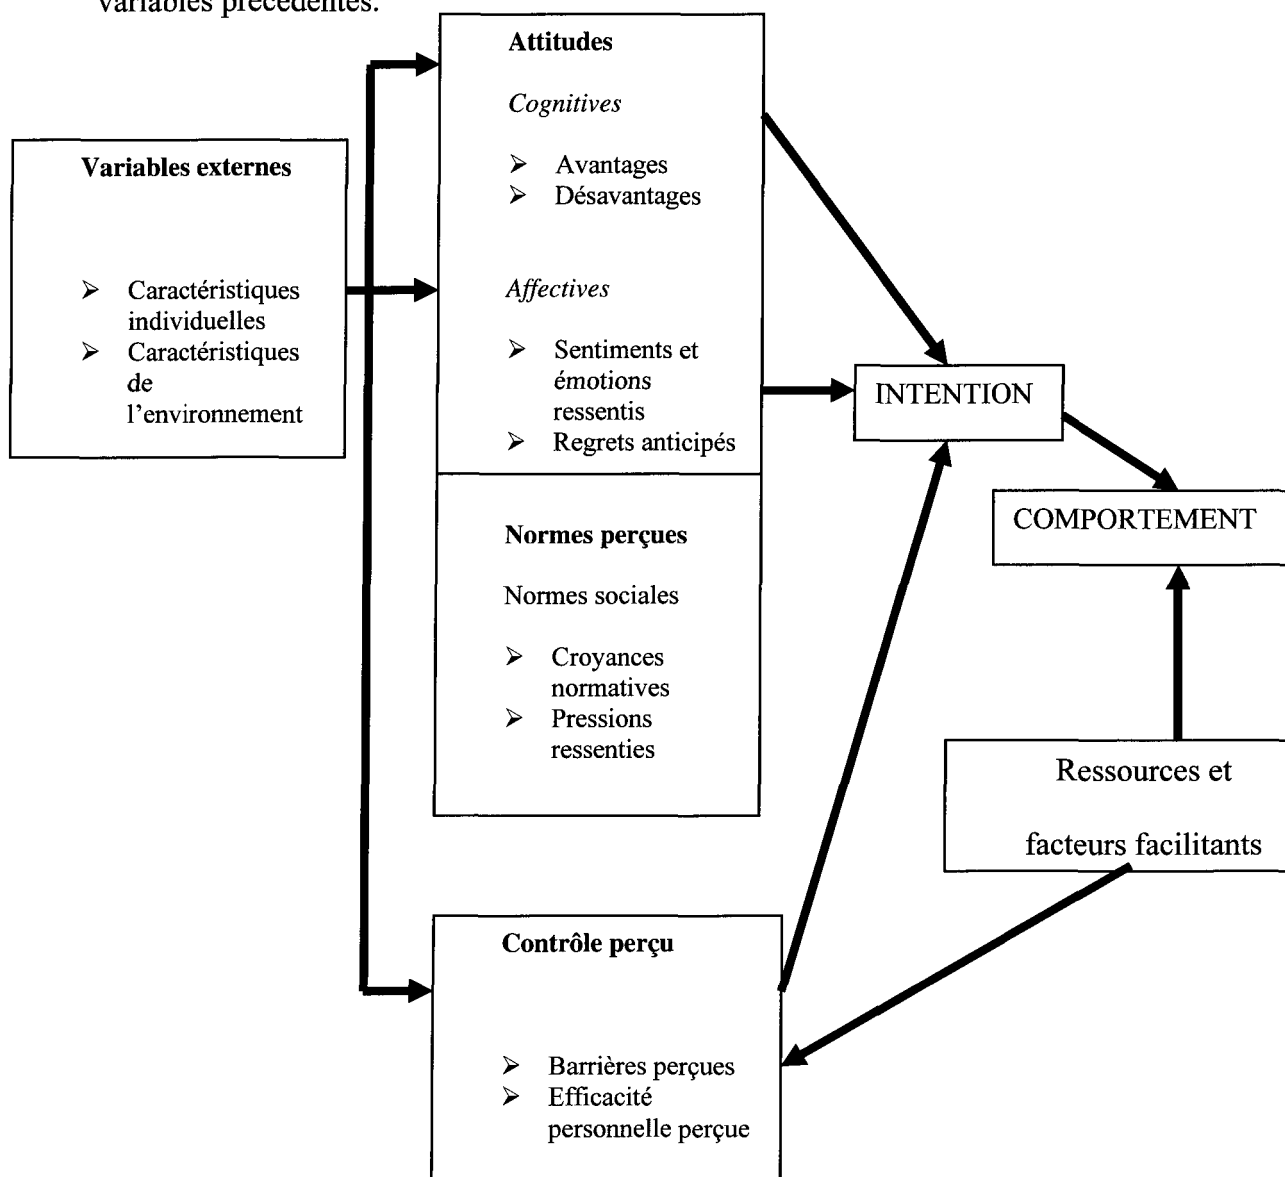 variables précédentes.
Attitudes
Cognitives
➢ Avantages
➢ Désavantages
Affectives
➢ Sentiments et
émotions
ressentis
➢ Regrets anticipés
Variables externes
➢ Caractéristiques
individuelles
➢ Caractéristiques
de
l'environnement
Normes perçues
Normes sociales
➢ Croyances
normatives
➢ Pressions
ressenties
Contrôle perçu
➢ Barrières perçues
➢ Efficacité
personnelle perçue
INTENTION
COMPORTEMENT
Ressources et
facteurs facilitants